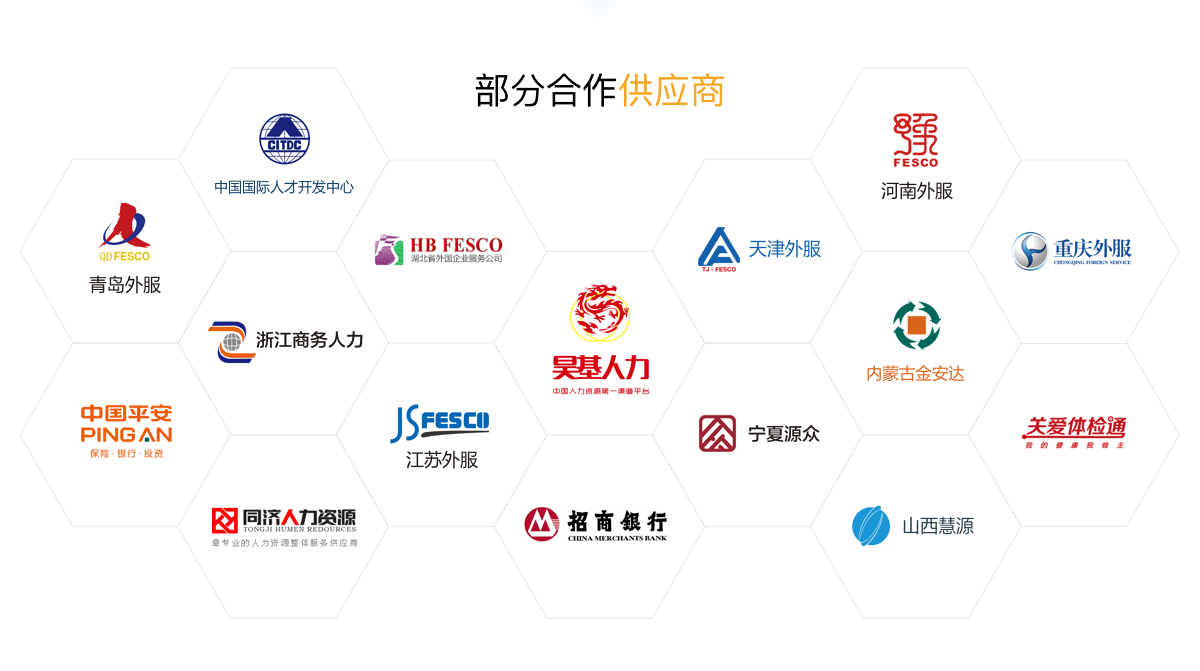 部分合作供应商
CITDC
中国国际人才开发中心
FESCO
河南外服
QDFESCO
青岛外服
HB FESCO
湖北省外国企业服务公司
TJ·FESCO
天津外服
重庆外服
CHONGQING FOREIGN SERVICE
浙江商务人力
昊基人力
中国人力资源第一渠道平台
内蒙古金安达
中国平安
PINGAN
保险·银行·投资
JSFESCO
江苏外服
宁夏源众
关爱体检通
我的健康我做主
同济人力资源
TONGJI HUMEN REDOURCES
是专业的人力资源整体服务供应商
招商银行
CHINA MERCHANTS BANK
山西慧源